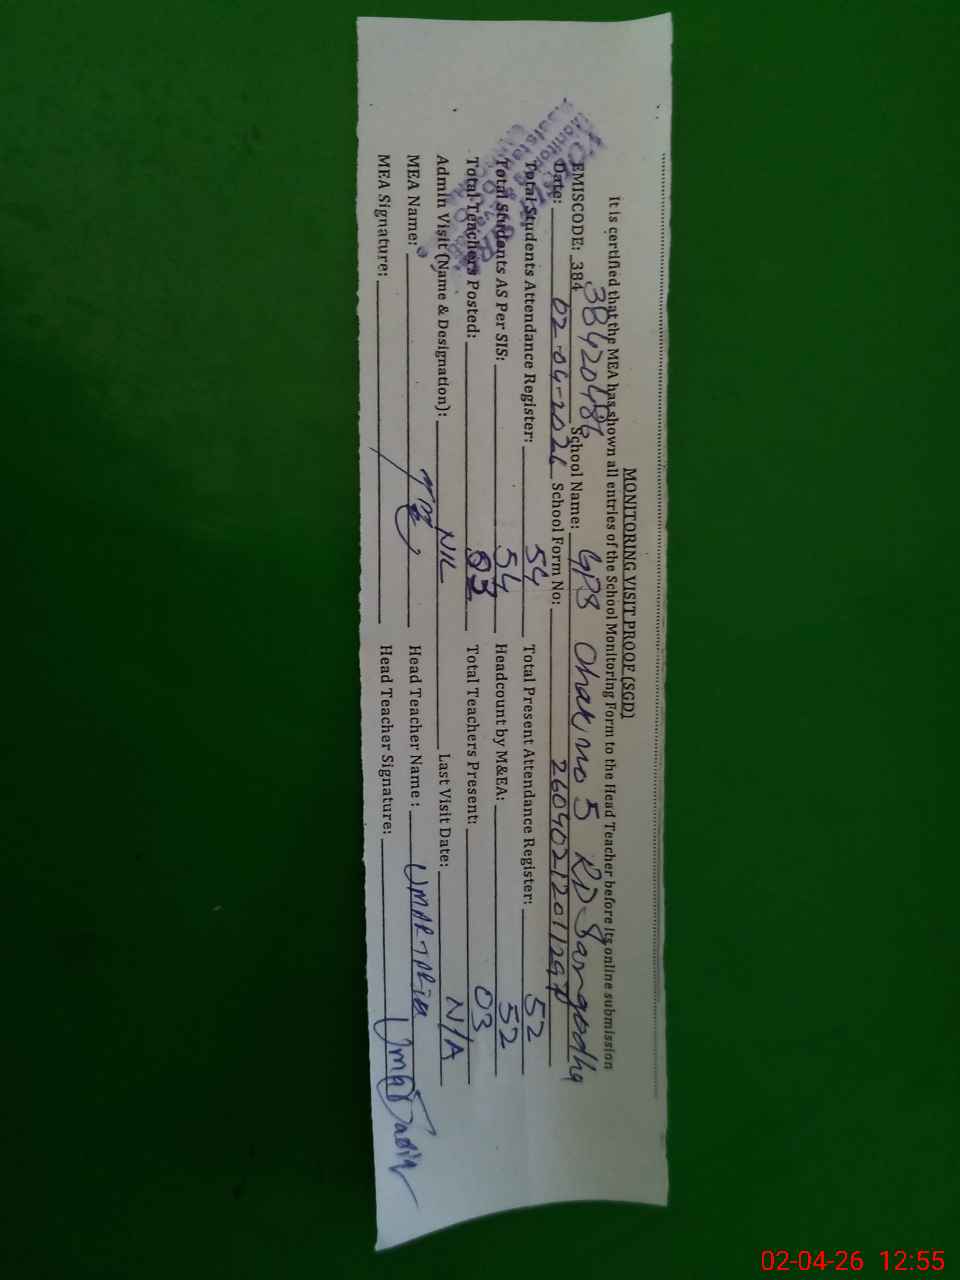 MONITORING VISIT PROOF (SGD)
It is certified that the MEA has shown all entries of the School Monitoring Form to the Head Teacher before its online submission
EMISCODE: 384 38420486 School Name: GPS Chak no 5 RD Sargodha
Date: 02-04-2026 School Form No:
Total Students Attendance Register: 54 Total Present Attendance Register: 52
Total Students AS Per SIS: 54 Headcount by M&EA: 52
Total Teachers Posted: 03 Total Teachers Present: 03
Admin Visit (Name & Designation): NIL Last Visit Date: N/A
MEA Name: Head Teacher Name : UMAR
MEA Signature: Head Teacher Signature: Umar
02-04-26 12:55